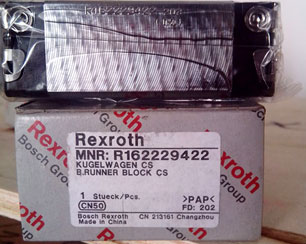 Rexroth
Bosch Group
Rexroth
MNR: R162229422
KUGELWAGEN CS
B.RUNNER BLOCK CS
1 Stueck/Pcs.
CN50
>PAP<
FD: 202
Bosch Rexroth CN 213161 Changzhou
Made in China
Rexroth
Bosch Group